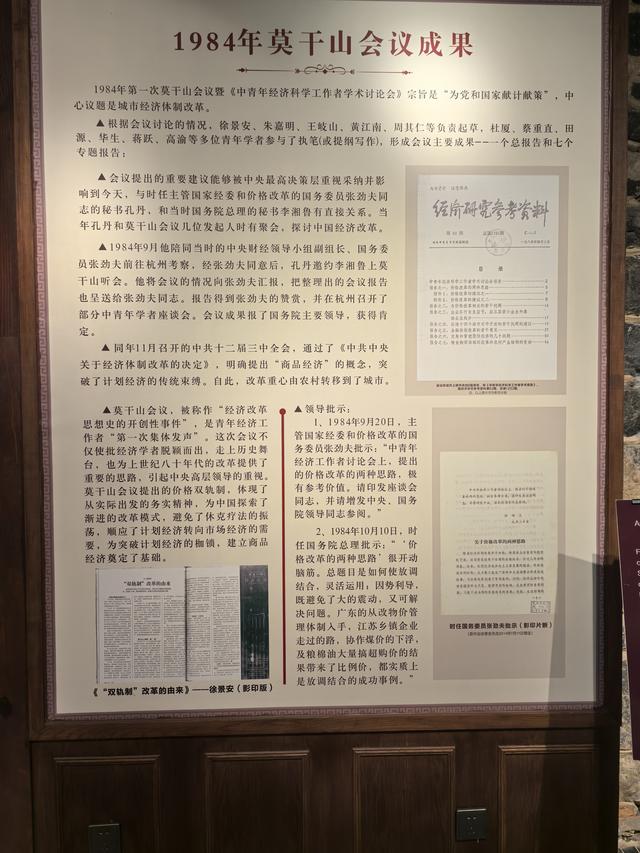 1984年莫干山会议成果
1984年第一次莫干山会议暨《中青年经济科学工作者学术讨论会》宗旨是“为党和国家献计献策”，中
心议题是城市经济体制改革。
▲根据会议讨论的情况，徐景安、朱嘉明、王岐山、黄江南、周其仁等负责起草，杜厦、蔡重直、田
源、华生、蒋跃、高渝等多位青年学者参与了执笔(或提纲写作)，形成会议主要成果--一个总报告和七个
专题报告：
▲会议提出的重要建议能够被中央最高决策层重视采纳并影
响到今天，与时任主管国家经委和价格改革的国务委员张劲夫同
志的秘书孔丹，和当时国务院总理的秘书李湘鲁有直接关系。当
年孔丹和莫干山会议几位发起人时有聚会，探讨中国经济改革。
▲1984年9月他陪同当时的中央财经领导小组副组长、国务委
员张劲夫前往杭州考察，经张劲夫同意后，孔丹邀约李湘鲁上莫
干山听会。他将会议的情况向张劲夫汇报，把整理出的会议报告
也呈送给张劲夫同志。报告得到张劲夫的赞赏，并在杭州召开了
部分中青年学者座谈会。会议成果报了国务院主要领导，获得肯
定。
▲同年11月召开的中共十二届三中全会，通过了《中共中央
关于经济体制改革的决定》，明确提出“商品经济”的概念，突
破了计划经济的传统束缚。自此，改革重心由农村转移到了城市。
经济研究参考资料
目 录
▲莫干山会议，被称作“经济改革
思想史的开创性事件”，是青年经济工
作者“第一次集体发声”。这次会议不
仅使批经济学者脱颖而出，走上历史舞
台，也为上世纪八十年代的改革提供了
重要的思路，引起中央高层领导的重视。
莫干山会议提出的价格双轨制，体现了
从实际出发的务实精神，为中国探索了
渐进的改革模式，避免了休克疗法的振
荡，顺应了计划经济转向市场经济的需
要，为突破计划经济的枷锁，建立商品
经济奠定了基础。
“双轨制”改革的由来
《“双轨制”改革的由来》——徐景安（影印版）
▲领导批示：
1、1984年9月20日，主
管国家经委和价格改革的国
务委员张劲夫批示：“中青年
经济工作者讨论会上，提出
的价格改革的两种思路，极
有参考价值。请印发座谈会
同志，并请增发中央、国务
院领导同志参阅。”
2、1984年10月10日，时
任国务院总理批示：“‘价
格改革的两种思路’很开动
脑筋。总题目是如何使放调
结合，灵活运用，因势利导，
既避免了大的震动，又可解
决问题。广东的从改物价管
理体制入手，江苏乡镇企业
走过的路，协作煤价的下浮，
及粮棉油大量搞超购价的结
果带来了比例价，都实质上
是放调结合的成功事例。”
关于价格改革的两种思路
时任国务委员张劲夫批示（影印片断）